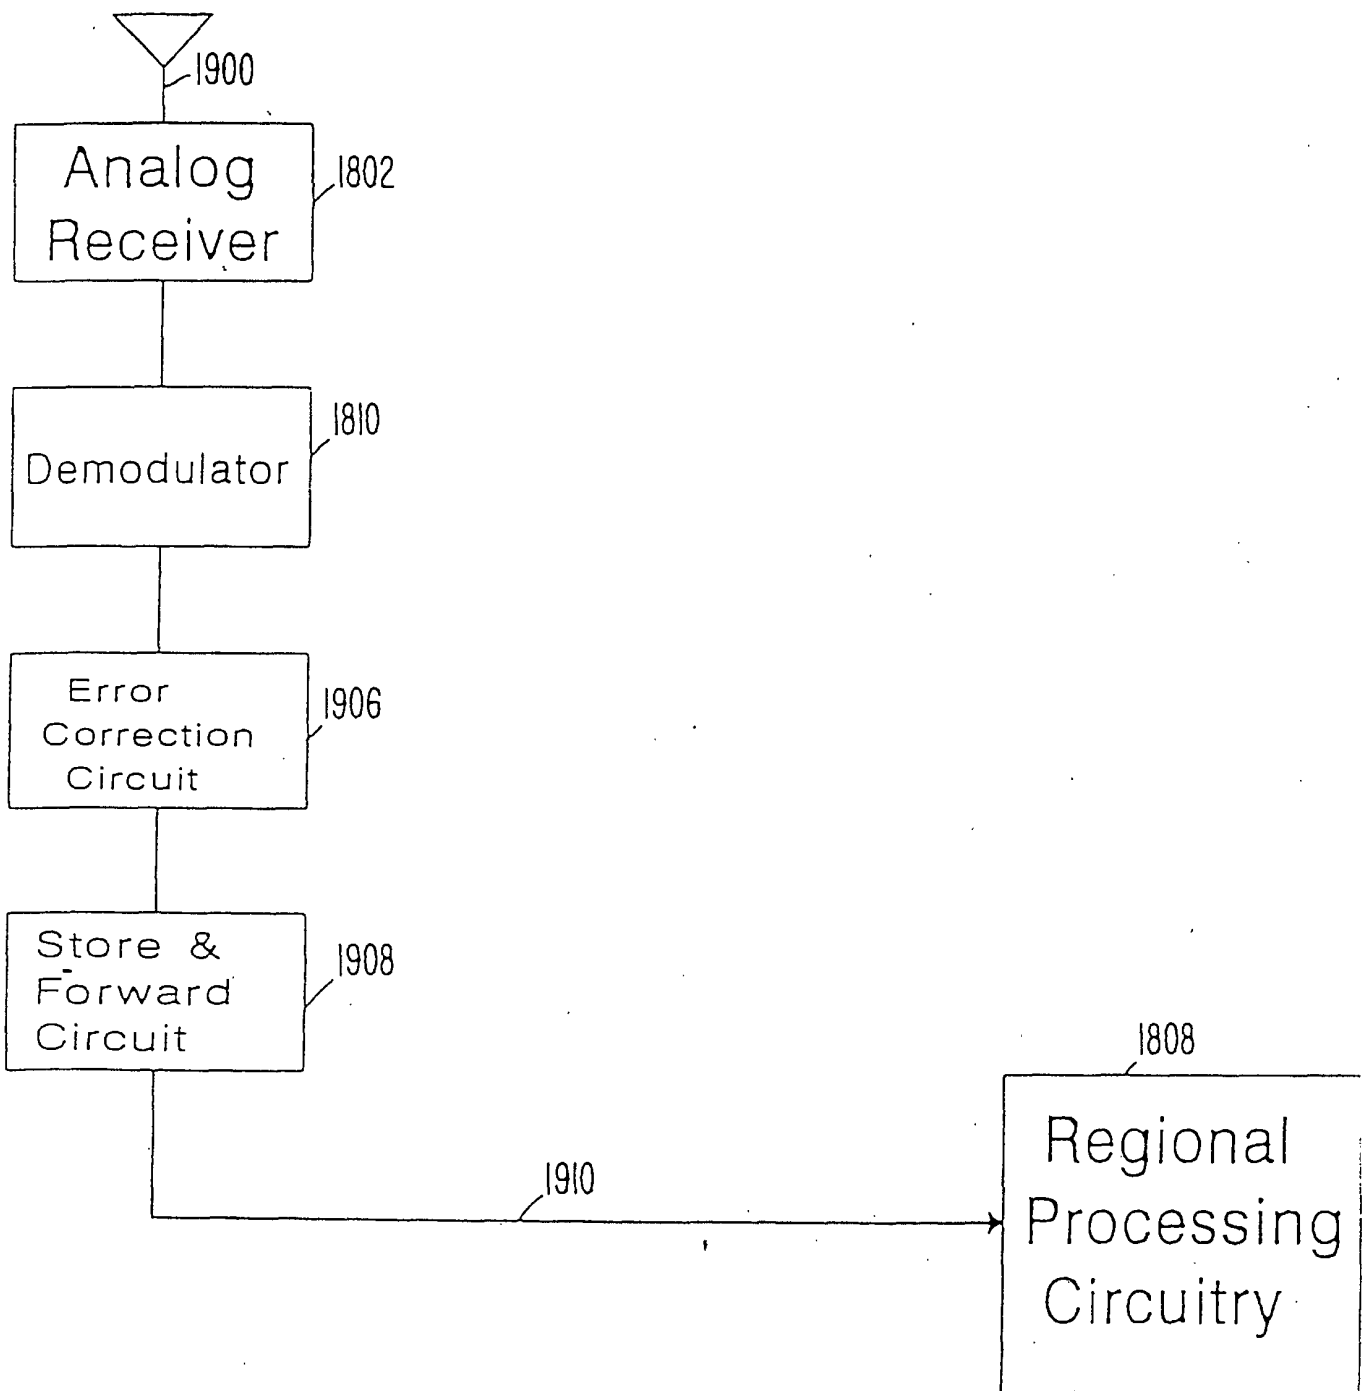 1900
Analog
Receiver
1802
Demodulator
1810
Error
Correction
Circuit
1906
Store &
Forward
Circuit
1908
1910
1808
Regional
Processing
Circuitry